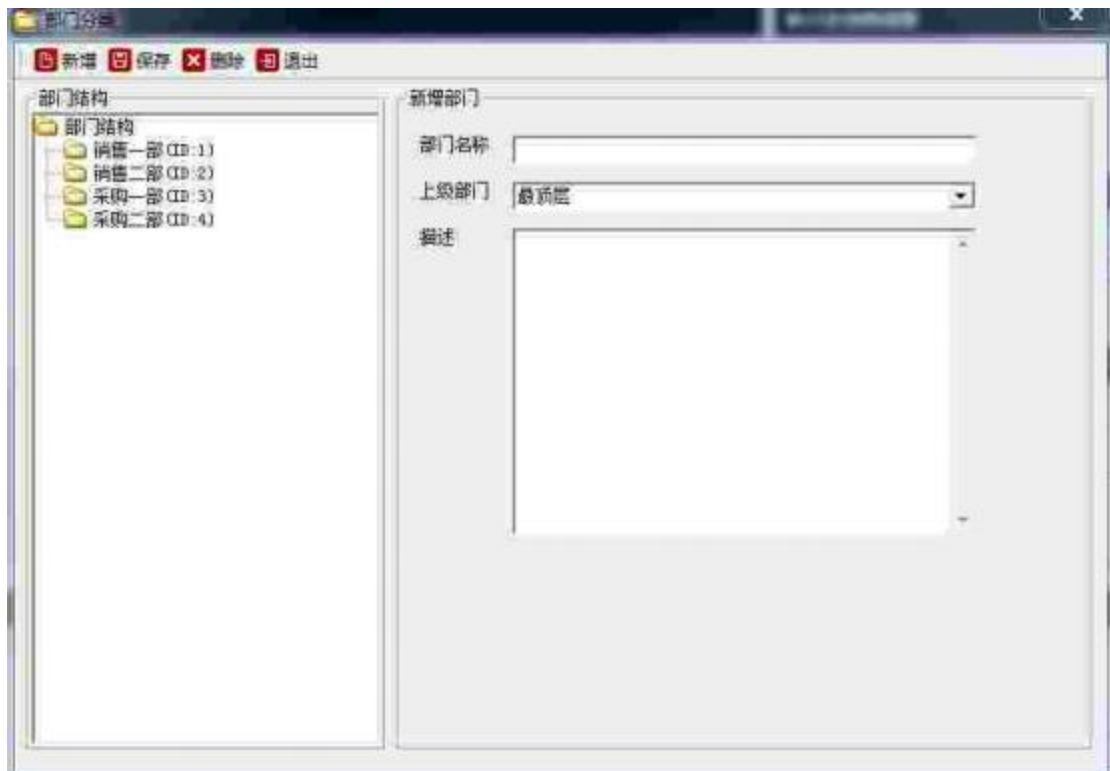 部门分类
新增 保存 删除 退出
部门结构
部门结构
销售一部(ID:1)
销售二部(ID:2)
采购一部(ID:3)
采购二部(ID:4)
新增部门
部门名称
上级部门 最顶层
描述